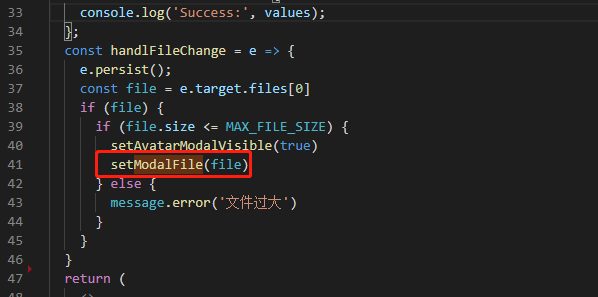 33 console.log('Success:', values);
34 };
35 const handlFileChange = e => {
36 e.persist();
37 const file = e.target.files[0]
38 if (file) {
39 if (file.size <= MAX_FILE_SIZE) {
40 setAvatarModalVisible(true)
41 setModalFile(file)
42 } else {
43 message.error('文件过大')
44 }
45 }
46 }
47 return (
48 <>